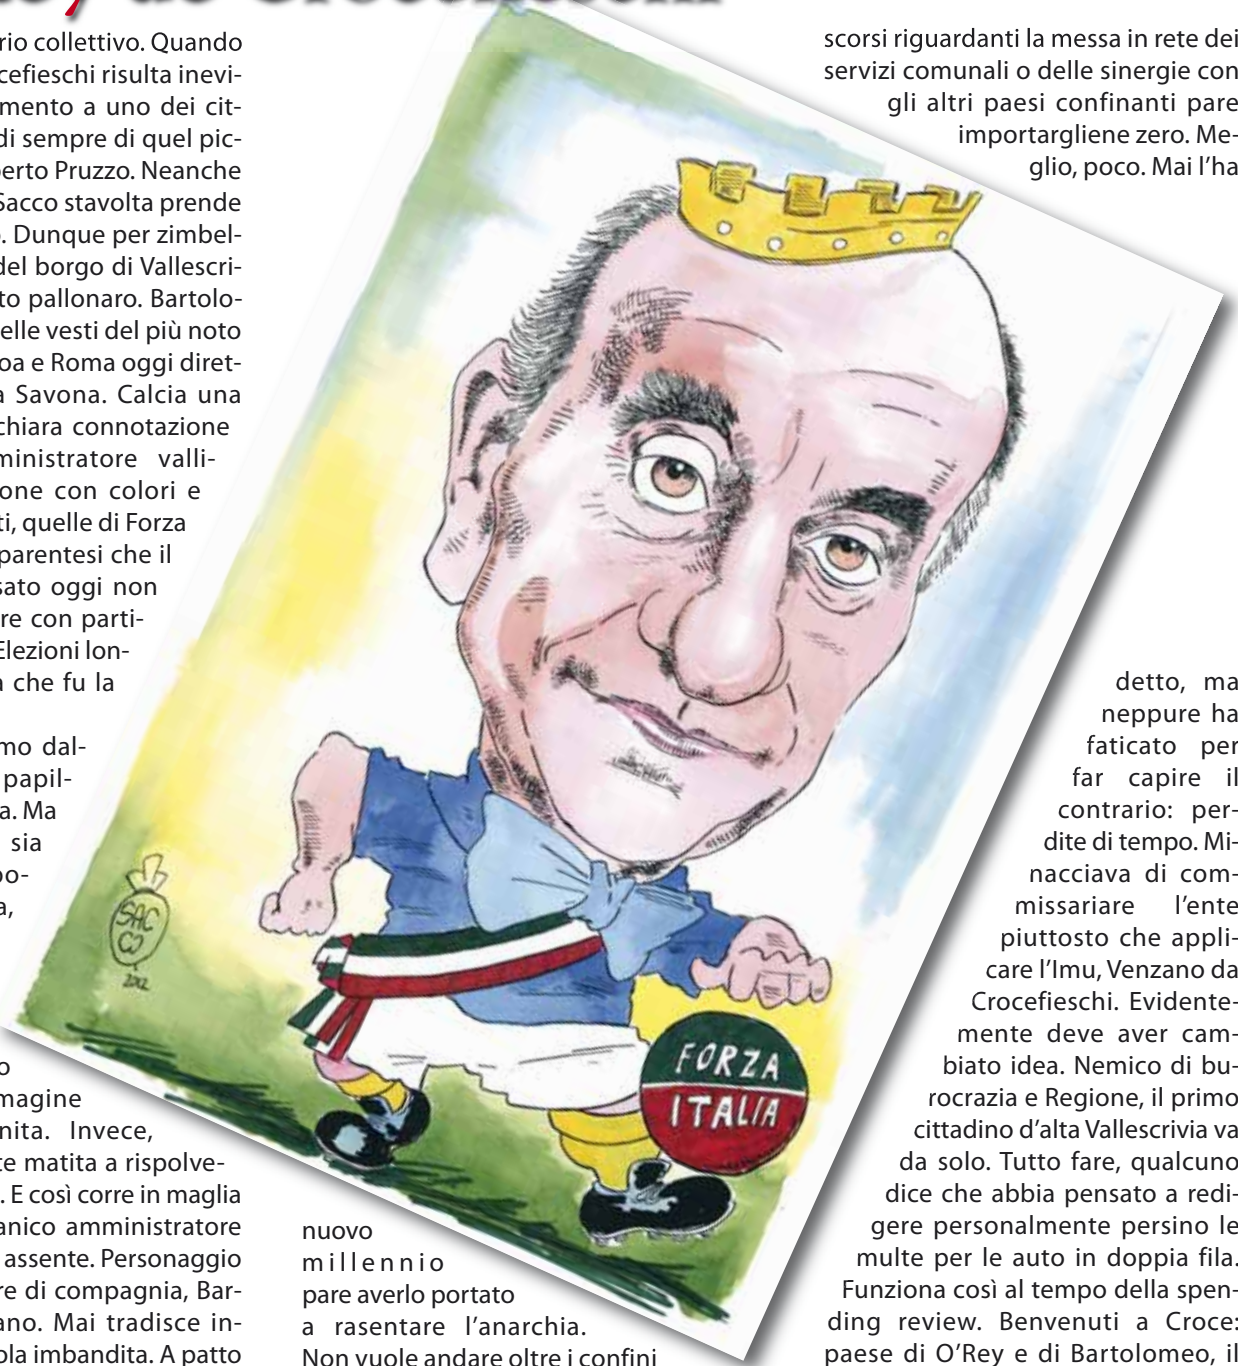 rio collettivo. Quando
cefieschi risulta inevi-
mento a uno dei cit-
di sempre di quel pic-
erto Pruzzo. Neanche
Sacco stavolta prende
. Dunque per zimbel-
del borgo di Vallescri-
to pallonaro. Bartolo-
elle vesti del più noto
oa e Roma oggi diret-
a Savona. Calcia una
chiara connotazione
ministratore valli-
one con colori e
ti, quelle di Forza
parentesi che il
sato oggi non
re con parti-
Elezioni lon-
a che fu la
mo dal-
papil-
a. Ma
sia
po-
a,
o
magine
nita. Invece,
te matita a rispolve-
. E così corre in maglia
anico amministratore
assente. Personaggio
re di compagnia, Bar-
ano. Mai tradisce in-
ola imbandita. A patto
SAC
CO
2012
FORZA
ITALIA
nuovo
millennio
pare averlo portato
a rasentare l'anarchia.
Non vuole andare oltre i confini
scorsi riguardanti la messa in rete dei
servizi comunali o delle sinergie con
gli altri paesi confinanti pare
importargliene zero. Me-
glio, poco. Mai l'ha
detto, ma
neppure ha
faticato per
far capire il
contrario: per-
dite di tempo. Mi-
nacciava di com-
missariare l'ente
piuttosto che appli-
care l'Imu, Venzano da
Crocefieschi. Evidente-
mente deve aver cam-
biato idea. Nemico di bu-
rocrazia e Regione, il primo
cittadino d'alta Vallescrivia va
da solo. Tutto fare, qualcuno
dice che abbia pensato a redi-
gere personalmente persino le
multe per le auto in doppia fila.
Funziona così al tempo della spen-
ding review. Benvenuti a Croce:
paese di O'Rey e di Bartolomeo, il